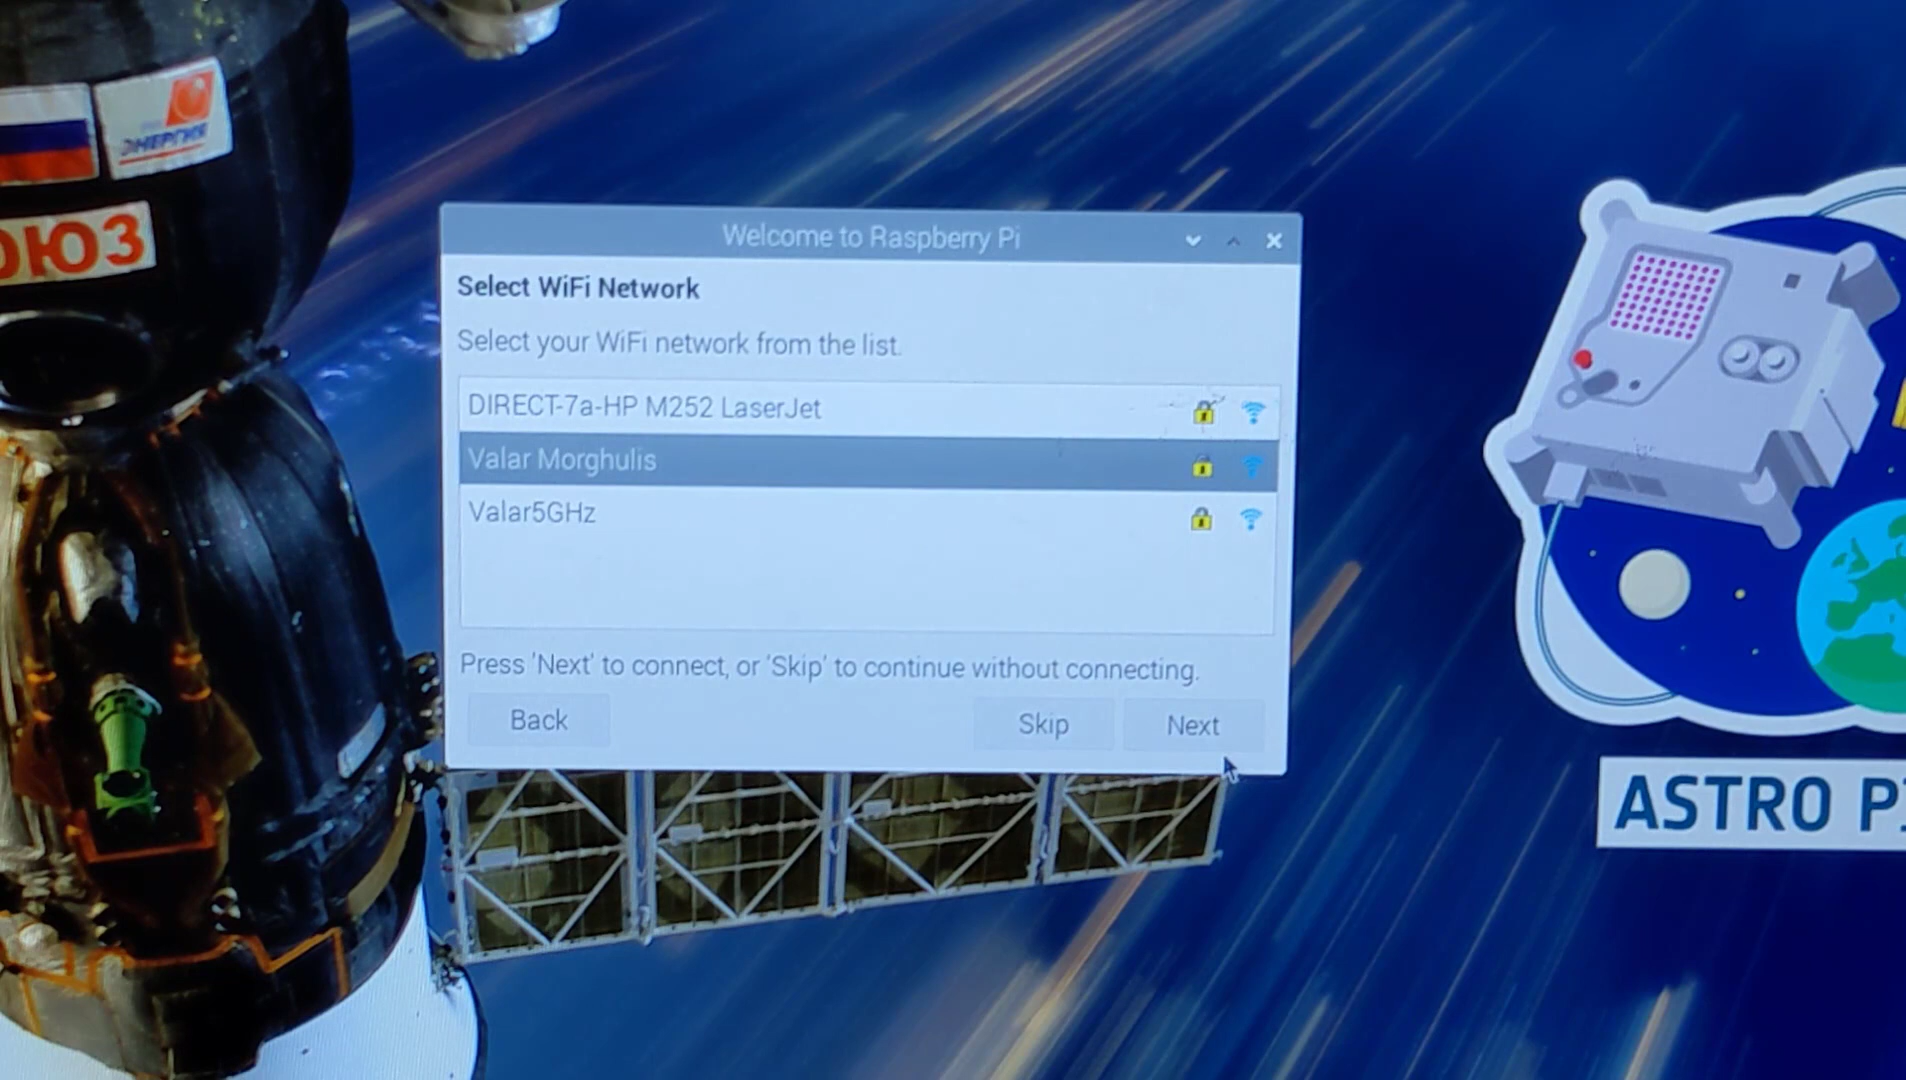 ЭНЕРГИЯ
ОЮЗ
Welcome to Raspberry Pi
Select WiFi Network
Select your WiFi network from the list.
DIRECT-7a-HP M252 LaserJet
Valar Morghulis
Valar5GHz
Press 'Next' to connect, or 'Skip' to continue without connecting.
Back
Skip
Next
ASTRO PI